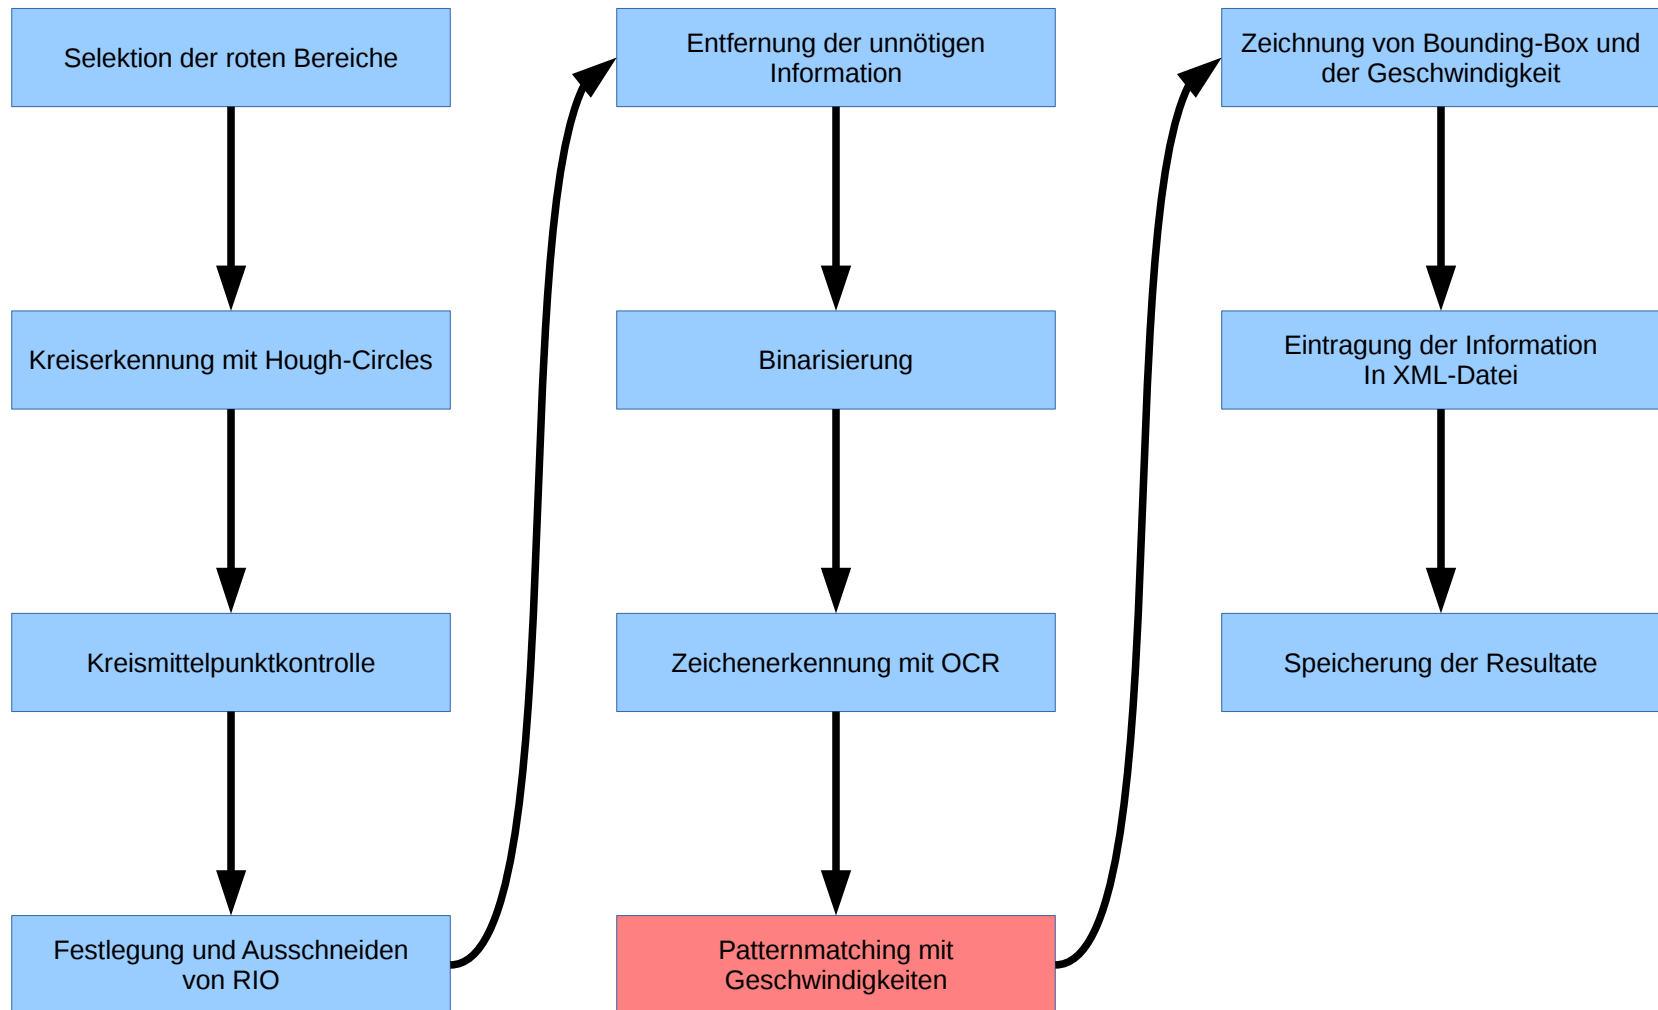 Selektion der roten Bereiche
Kreiserkennung mit Hough-Circles
Kreismittelpunktkontrolle
Festlegung und Ausschneiden
von RIO
Entfernung der unnötigen
Information
Binarisierung
Zeichenerkennung mit OCR
Patternmatching mit
Geschwindigkeiten
Zeichnung von Bounding-Box und
der Geschwindigkeit
Eintragung der Information
In XML-Datei
Speicherung der Resultate